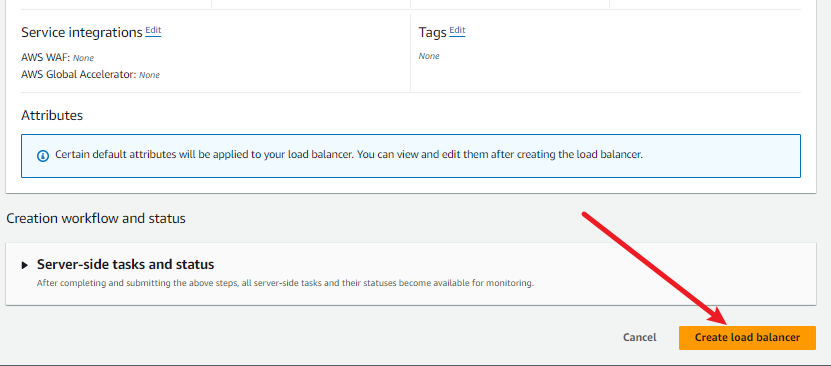 Service integrations Edit
Tags Edit
AWS WAF: None
None
AWS Global Accelerator: None
Attributes
Certain default attributes will be applied to your load balancer. You can view and edit them after creating the load balancer.
Creation workflow and status
Server-side tasks and status
After completing and submitting the above steps, all server-side tasks and their statuses become available for monitoring.
Cancel
Create load balancer